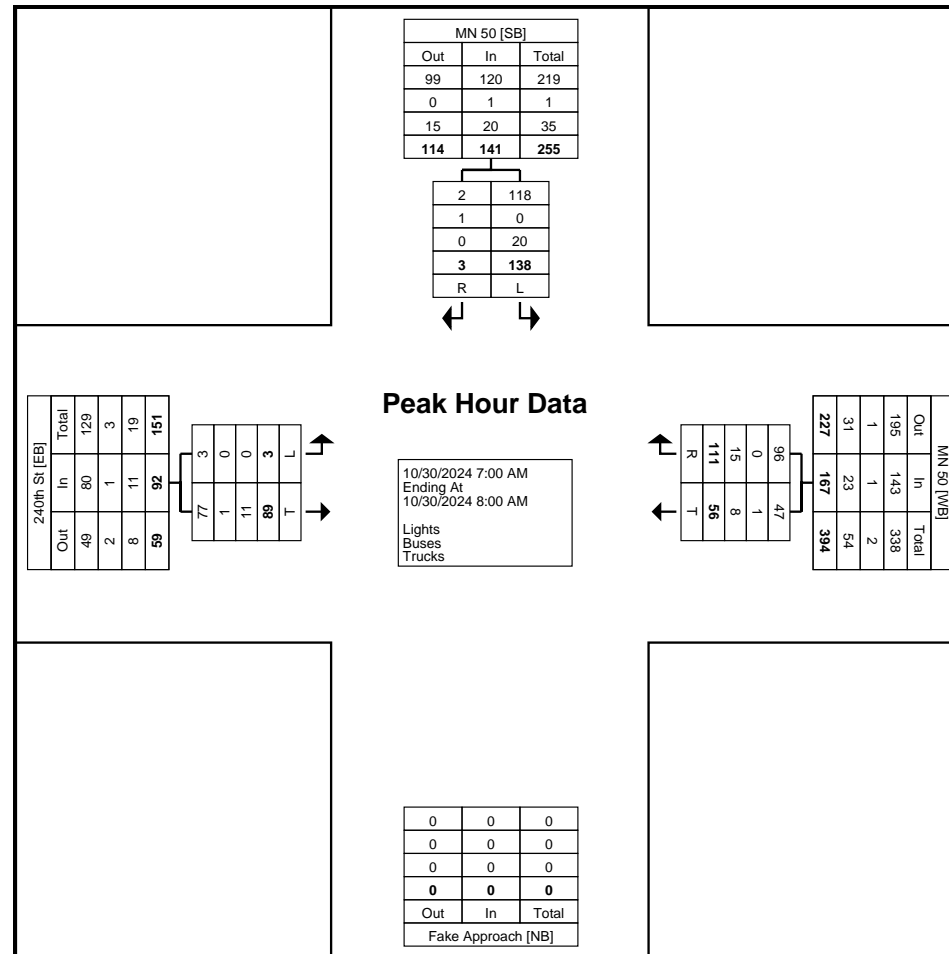 MN 50 [SB]
Out In Total
99 120 219
0 1 1
15 20 35
114 141 255
2 118
1 0
0 20
3 138
R L
Peak Hour Data
240th St [EB]
Total In Out
129 80 49
3 1 2
19 11 8
151 92 59
3 77
0 1
0 11
3 89
L T
10/30/2024 7:00 AM
Ending At
10/30/2024 8:00 AM
Lights
Buses
Trucks
MN 50 [WB]
Out In Total
195 143 338
1 1 2
31 23 54
227 167 394
96 47
0 1
15 8
111 56
R T
0 0 0
0 0 0
0 0 0
0 0 0
Out In Total
Fake Approach [NB]